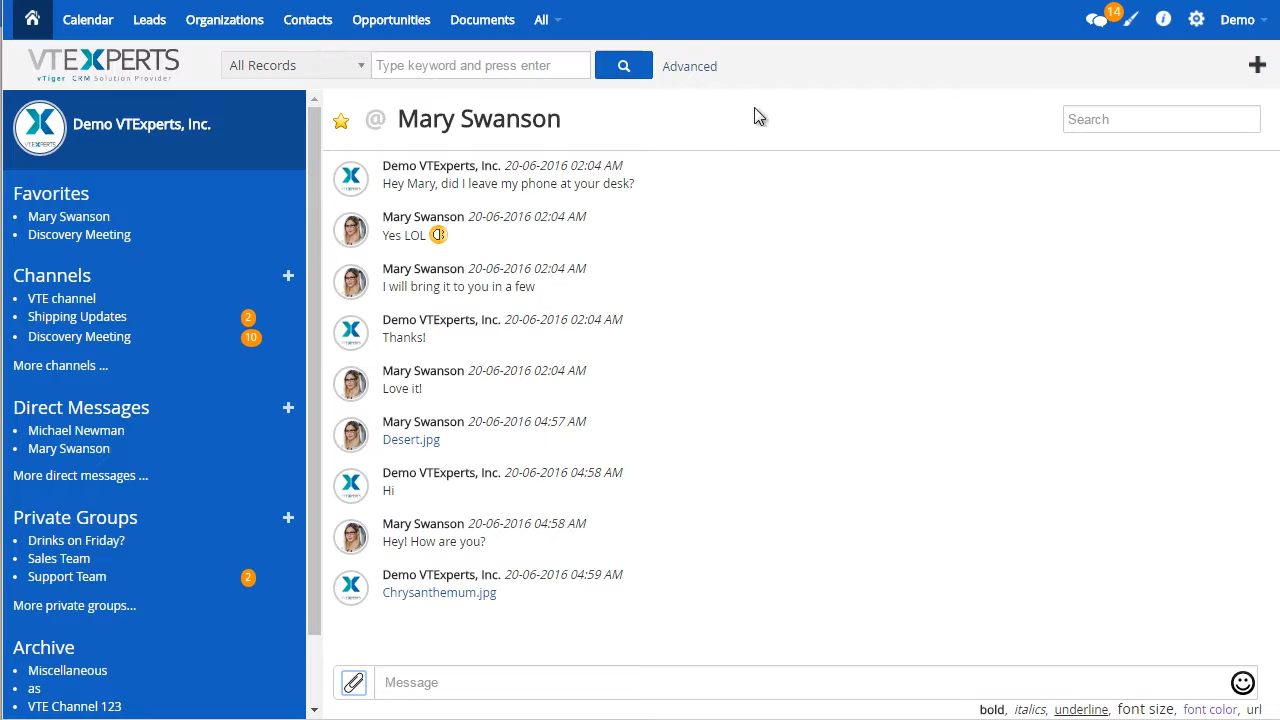 Calendar Leads Organizations Contacts Opportunities Documents All 14 Demo
VTEXPERTS
vTiger CRM Solution Provider
All Records Type keyword and press enter Advanced
Demo VTExperts, Inc.
VTEXPERTS
Favorites
Mary Swanson
Discovery Meeting
Channels
VTE channel
Shipping Updates 2
Discovery Meeting 10
More channels ...
Direct Messages
Michael Newman
Mary Swanson
More direct messages ...
Private Groups
Drinks on Friday?
Sales Team
Support Team 2
More private groups...
Archive
Miscellaneous
as
VTE Channel 123
@ Mary Swanson Search
Demo VTExperts, Inc. 20-06-2016 02:04 AM
Hey Mary, did I leave my phone at your desk?
Mary Swanson 20-06-2016 02:04 AM
Yes LOL
Mary Swanson 20-06-2016 02:04 AM
I will bring it to you in a few
Demo VTExperts, Inc. 20-06-2016 02:04 AM
Thanks!
Mary Swanson 20-06-2016 02:04 AM
Love it!
Mary Swanson 20-06-2016 04:57 AM
Desert.jpg
Demo VTExperts, Inc. 20-06-2016 04:58 AM
Hi
Mary Swanson 20-06-2016 04:58 AM
Hey! How are you?
Demo VTExperts, Inc. 20-06-2016 04:59 AM
Chrysanthemum.jpg
Message
bold, italics, underline, font size, font color, url